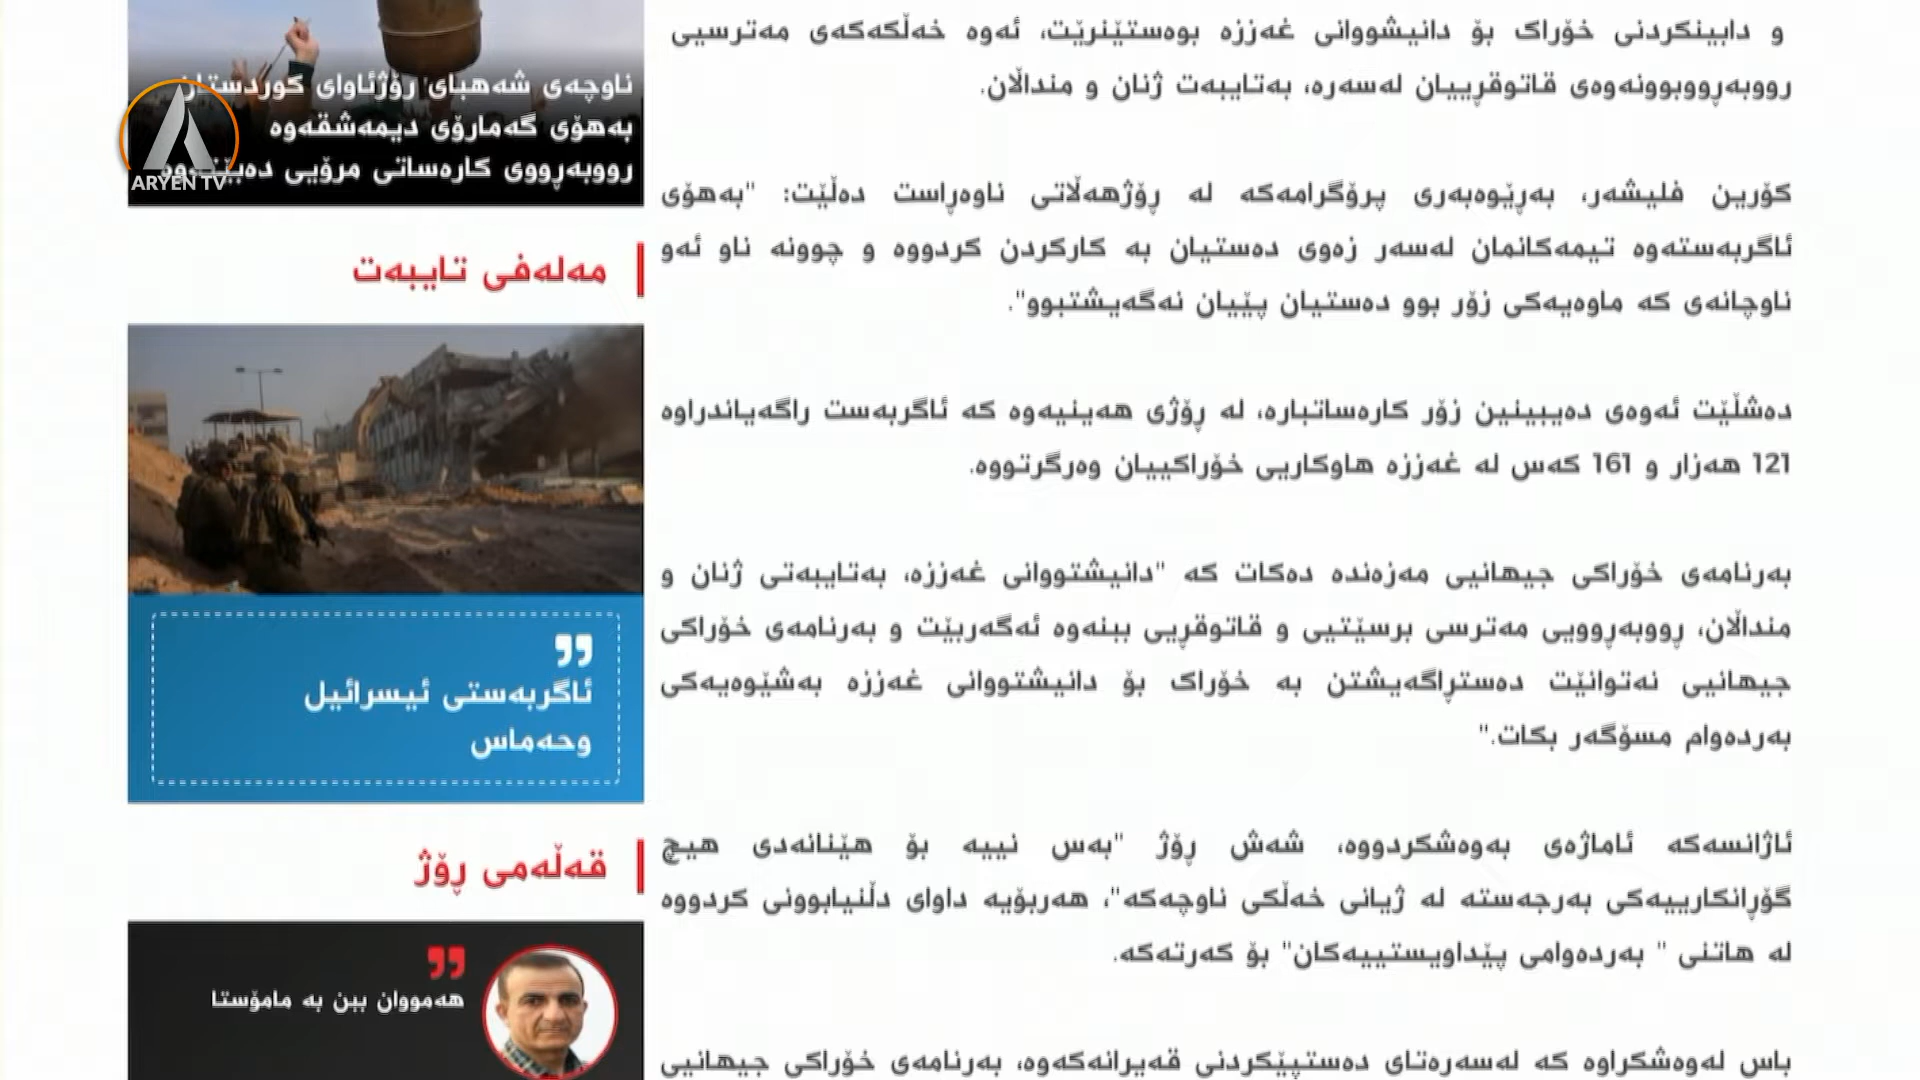 و دابینکردنی خۆراک بۆ دانیشووانی غەززە بوەستێنرێت، ئەوە خەڵکەکەی مەترسیی
رووبەڕووبوونەوەی قاتوقڕییان لەسەرە، بەتایبەت ژنان و منداڵان.
کۆرین فلیشەر، بەرێوەبەری پرۆگرامەکە لە ڕۆژهەڵاتی ناوەڕاست دەڵێت: "بەهۆی
ئاگربەستەوە تیمەکانمان لەسەر زەوی دەستیان بە کارکردن کردووە و چوونە ناو ئەو
ناوچانەی کە ماوەیەکی زۆر بوو دەستیان پێیان نەگەیشتبوو".
دەشڵێت ئەوەی دەیبینین زۆر کارەساتبارە، لە ڕۆژی هەینیەوە کە ئاگربەست راگەیاندراوە
121 هەزار و 161 کەس لە غەززە هاوکاریی خۆراکییان وەرگرتووە.
بەرنامەی خۆراکی جیهانیی مەزەندە دەکات کە "دانیشتووانی غەززە، بەتایبەتی ژنان و
منداڵان، ڕووبەڕوویی مەترسی برسێتیی و قاتوقڕیی ببنەوە ئەگەربێت و بەرنامەی خۆراکی
جیهانیی نەتوانێت دەستڕاگەیشتن بە خۆراک بۆ دانیشتووانی غەززە بەشێوەیەکی
بەردەوام مسۆگەر بکات."
ئاژانسەکە ئاماژەی بەوەشکردووە، شەش ڕۆژ "بەس نییە بۆ هێنانەدی هیچ
گۆڕانکارییەکی بەرجەستە لە ژیانی خەڵکی ناوچەکە"، هەربۆیە داوای دڵنیابوونی کردووە
لە هاتنی " بەردەوامی پێداویستییەکان" بۆ کەرتەکە.
باس لەوەشکراوە کە لەسەرەتای دەستپێکردنی قەیرانەکەوە، بەرنامەی خۆراکی جیهانیی
ناوچەی شەهبای رۆژئاوای کوردستان
بەهۆی گەمارۆی دیمەشقەوە
رووبەڕووی کارەساتی مرۆیی دەبێتەوە
ARYEN TV
مەلەفی تایبەت
ئاگربەستی ئیسرائیل
وحەماس
قەڵەمی ڕۆژ
هەمووان ببن بە مامۆستا